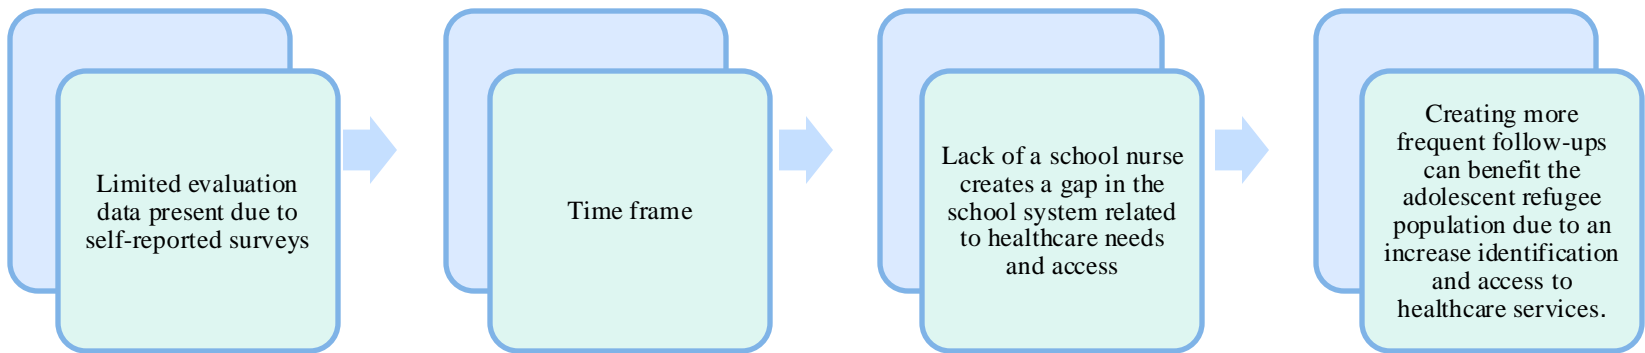 Limited evaluation
data present due to
self-reported surveys
Time frame
Lack of a school nurse
creates a gap in the
school system related
to healthcare needs
and access
Creating more
frequent follow-ups
can benefit the
adolescent refugee
population due to an
increase identification
and access to
healthcare services.